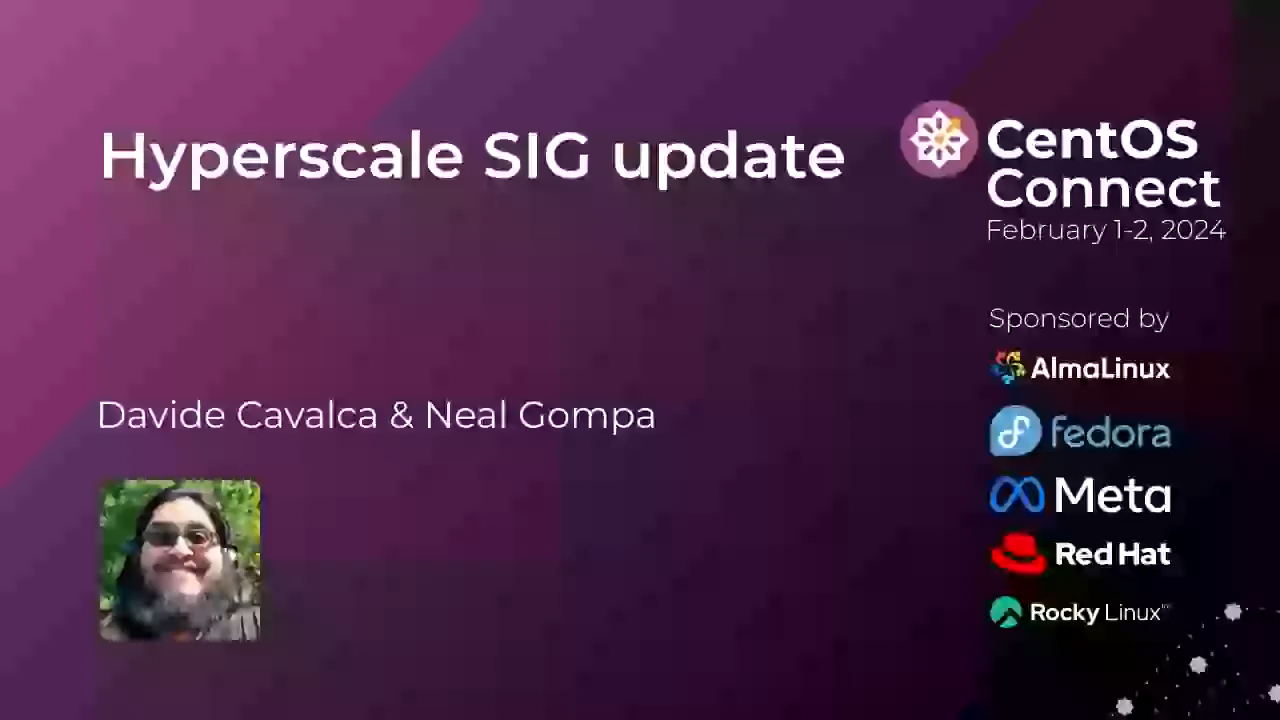 Hyperscale SIG update
CentOS
Connect
February 1-2, 2024
Sponsored by
AlmaLinux
fedora
Meta
Red Hat
Rocky Linux™
Davide Cavalca & Neal Gompa